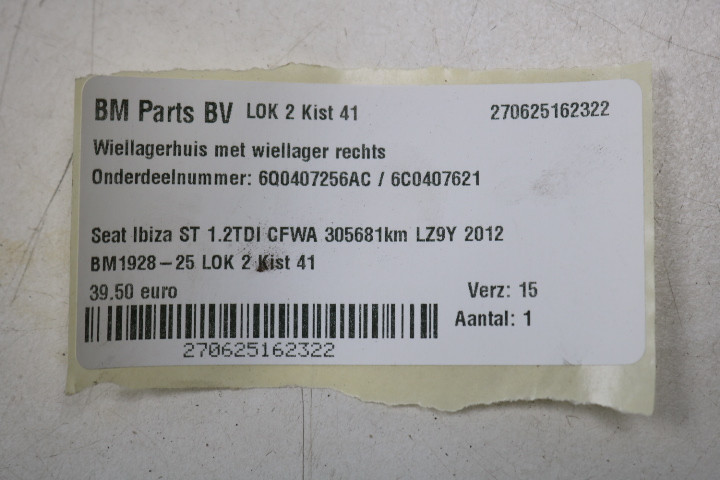 BM Parts BV LOK 2 Kist 41 270625162322
Wiellagerhuis met wiellager rechts
Onderdeelnummer: 6Q0407256AC / 6C0407621
Seat Ibiza ST 1.2TDI CFWA 305681km LZ9Y 2012
BM1928-25 LOK 2 Kist 41
39.50 euro Verz: 15
Aantal: 1
270625162322